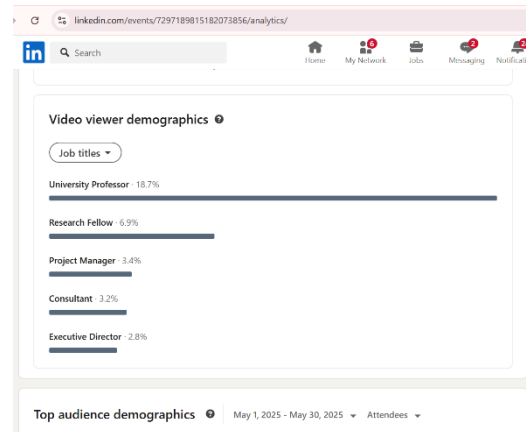 linkedin.com/events/7297189815182073856/analytics/
in
Search
Home
6
My Network
Jobs
2
Messaging
Video viewer demographics
Job titles
University Professor · 18.7%
Research Fellow · 6.9%
Project Manager · 3.4%
Consultant · 3.2%
Executive Director · 2.8%
Top audience demographics
May 1, 2025 - May 30, 2025
Attendees